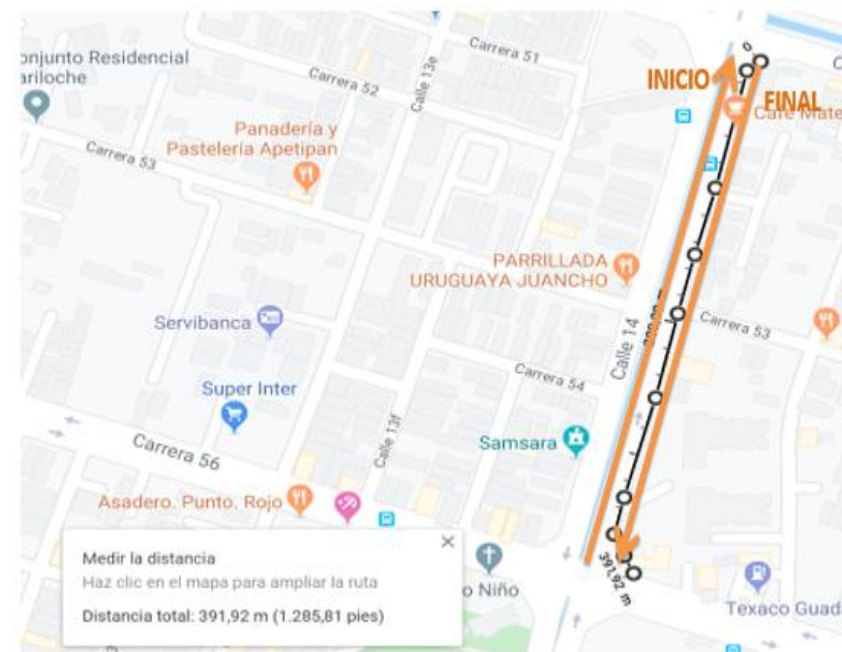 Carrera 51
onjunto Residencial
ariloche
Carrera 52
Calle 13e
INICIO
0
FINAL
Café Mate
Panadería y
Pastelería Apetipan
Carrera 53
PARRILLADA
URUGUAYA JUANCHO
Servibanca
Calle 14
Carrera 53
Carrera 54
Super Inter
Calle 13f
Samsara
Carrera 56
Asadero. Punto. Rojo
Medir la distancia
Haz clic en el mapa para ampliar la ruta
Distancia total: 391,92 m (1.285,81 pies)
o Niño
391,92 m
Texaco Guad